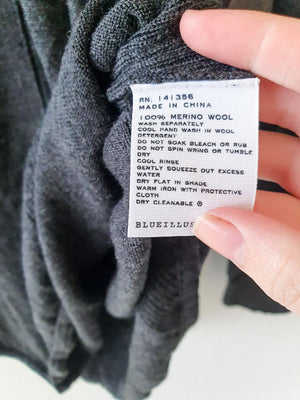 RN: 141356
MADE IN CHINA
100% MERINO WOOL
WASH SEPARATELY
COOL HAND WASH IN WOOL
DETERGENT
DO NOT SOAK BLEACH OR RUB
DO NOT SPIN WRING OR TUMBLE
DRY
COOL RINSE
GENTLY SQUEEZE OUT EXCESS
WATER
DRY FLAT IN SHADE
WARM IRON WITH PROTECTIVE
CLOTH
DRY CLEANABLE Ⓟ